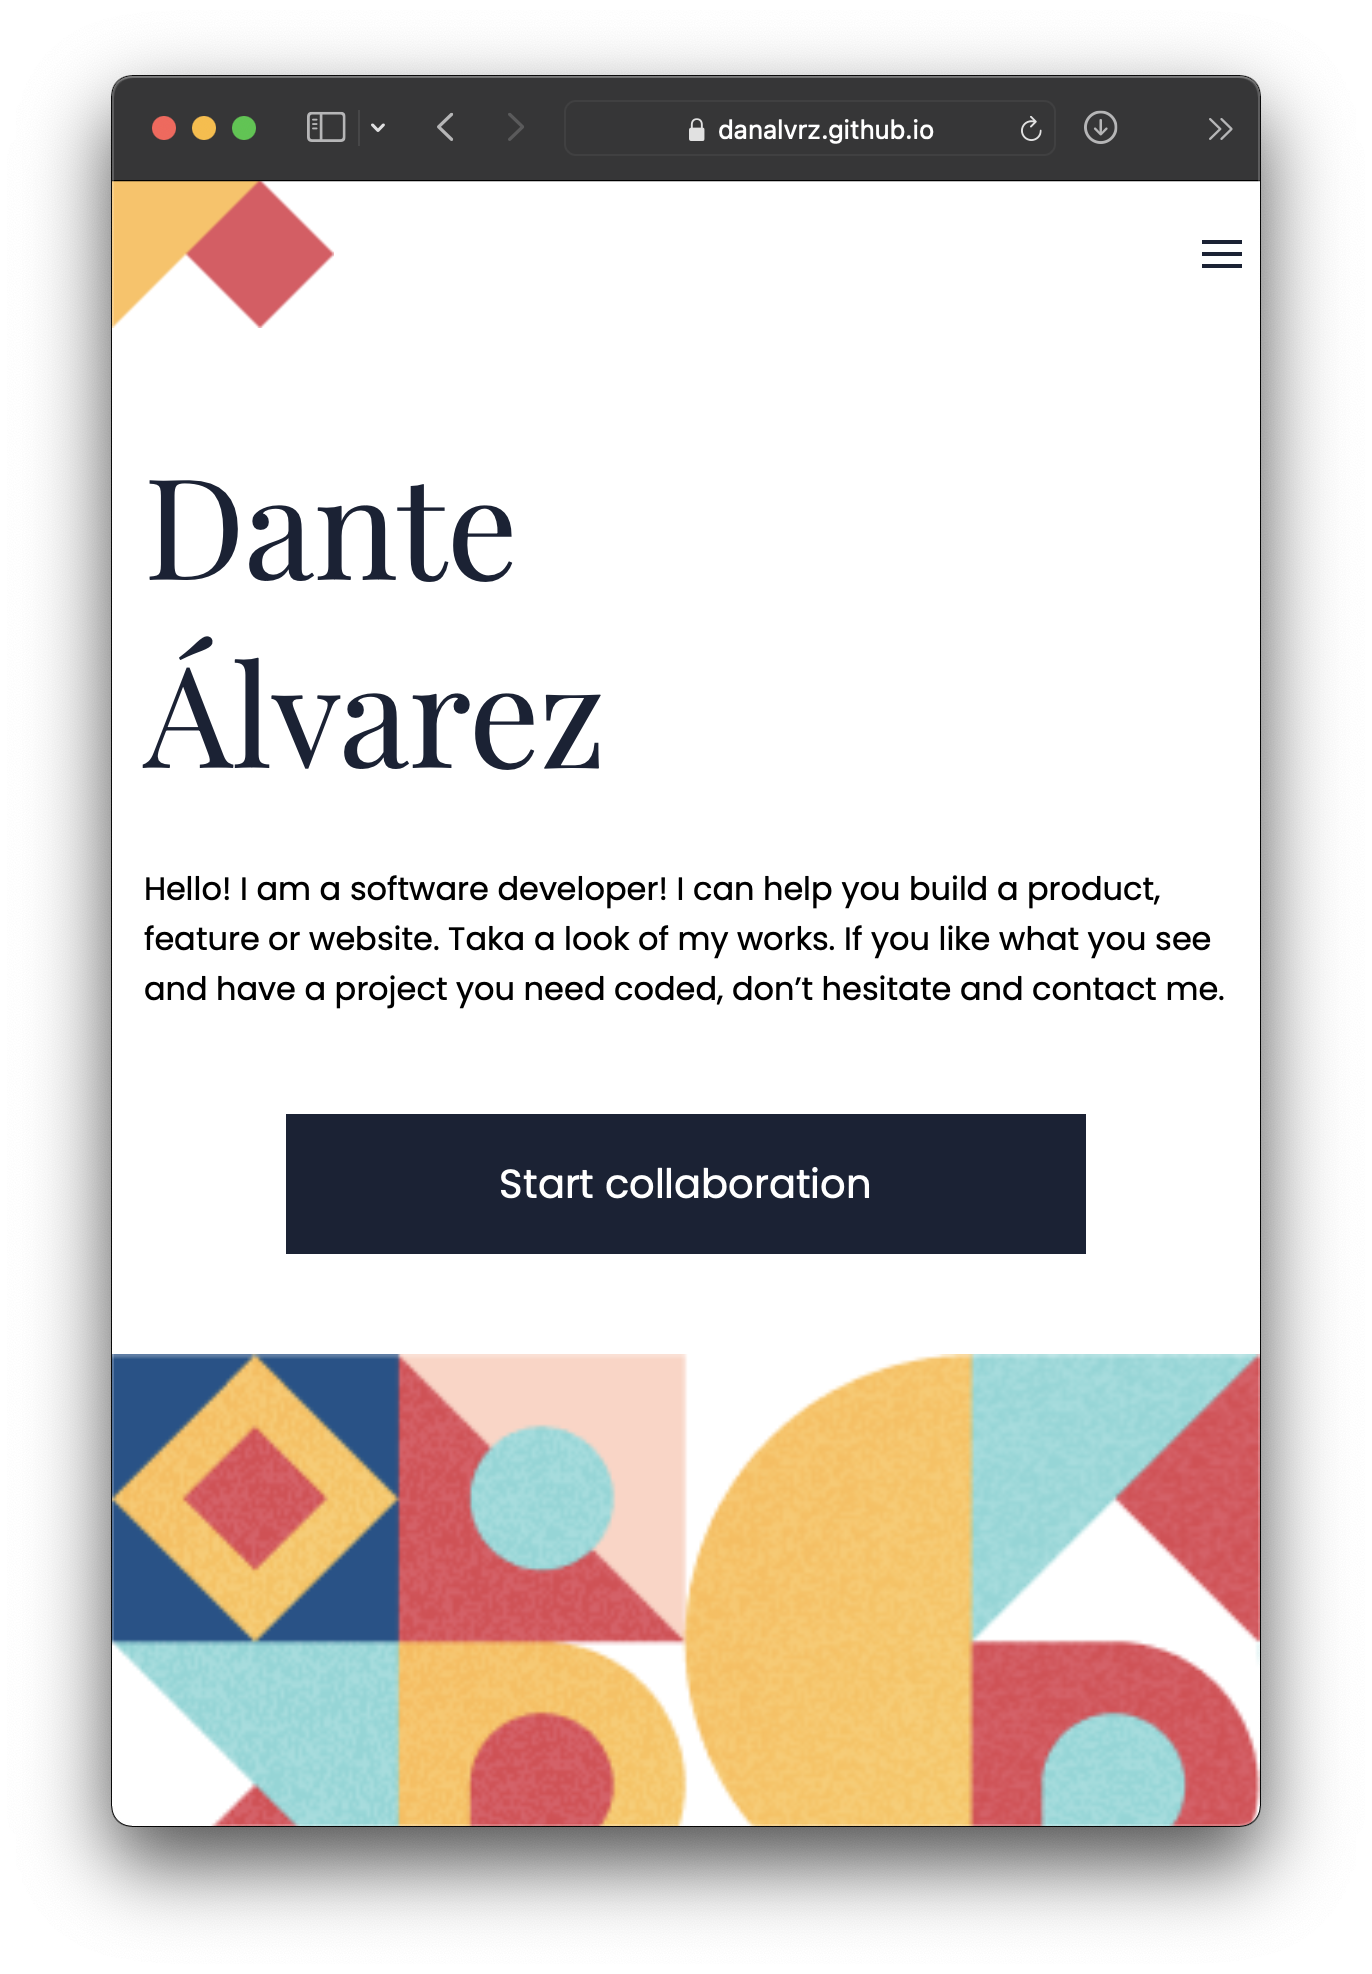 danalvrz.github.io
Dante
Álvarez
Hello! I am a software developer! I can help you build a product,
feature or website. Taka a look of my works. If you like what you see
and have a project you need coded, don’t hesitate and contact me.
Start collaboration